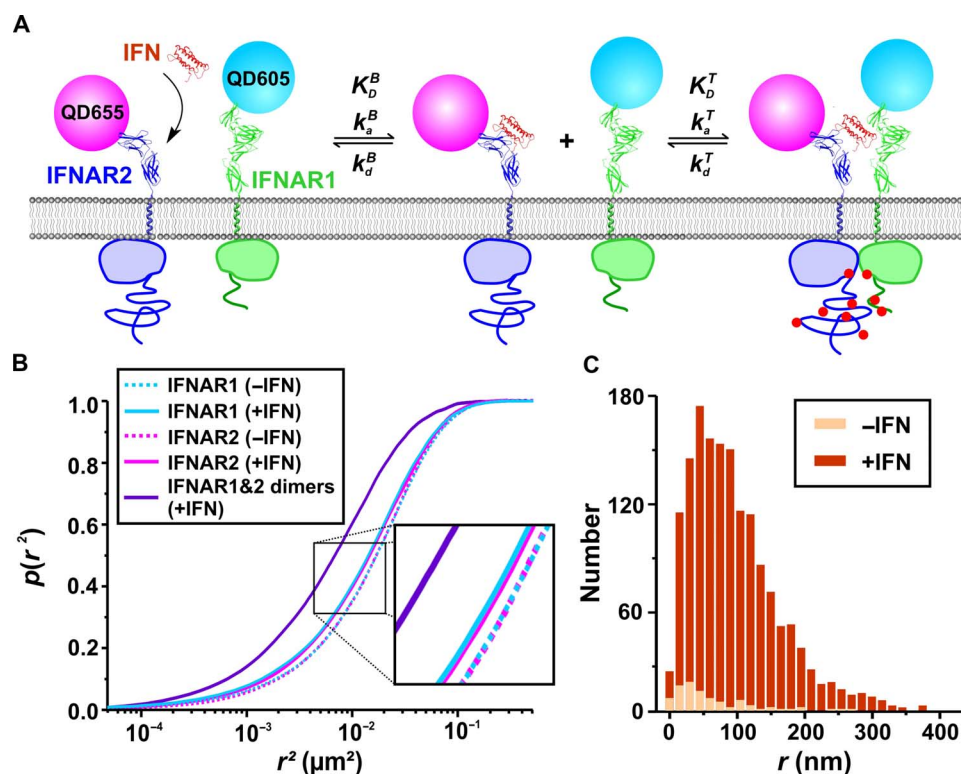 A
IFN
QD655
QD605
IFNAR2
IFNAR1
K_D^B
k_a^B
k_d^B
+
K_D^T
k_a^T
k_d^T
B
IFNAR1 (–IFN)
IFNAR1 (+IFN)
IFNAR2 (–IFN)
IFNAR2 (+IFN)
IFNAR1&2 dimers
(+IFN)
1.0
0.8
0.6
0.4
0.2
0.0
p(r²)
10⁻⁴
10⁻³
10⁻²
10⁻¹
r² (µm²)
C
–IFN
+IFN
180
120
60
0
Number
0
100
200
300
400
r (nm)